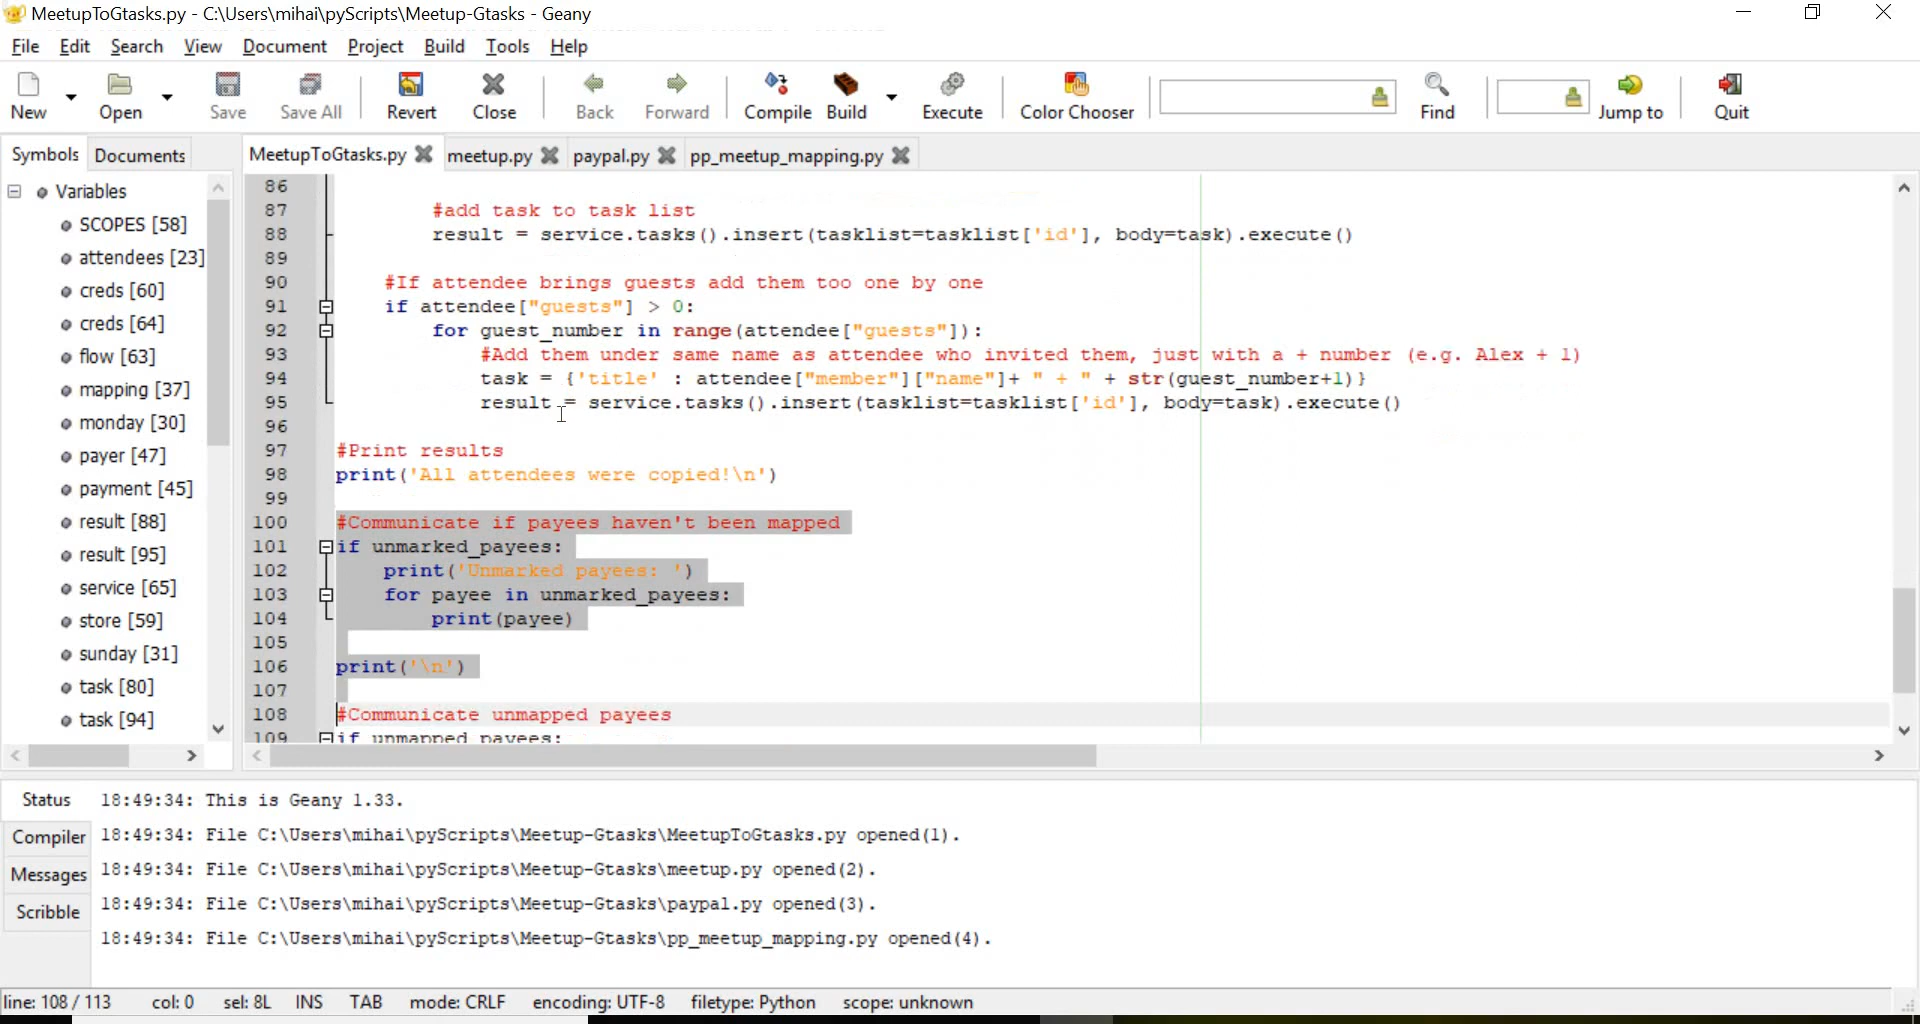 MeetupToGtasks.py - C:\Users\mihai\pyScripts\Meetup-Gtasks - Geany
File Edit Search View Document Project Build Tools Help
New Open Save Save All Revert Close Back Forward Compile Build Execute Color Chooser Find Jump to Quit
Symbols Documents
MeetupToGtasks.py meetup.py paypal.py pp_meetup_mapping.py
Variables
SCOPES [58]
attendees [23]
creds [60]
creds [64]
flow [63]
mapping [37]
monday [30]
payer [47]
payment [45]
result [88]
result [95]
service [65]
store [59]
sunday [31]
task [80]
task [94]
86
87 #add task to task list
88 result = service.tasks().insert(tasklist=tasklist['id'], body=task).execute()
89
90 #If attendee brings guests add them too one by one
91 if attendee["guests"] > 0:
92 for guest_number in range(attendee["guests"]):
93 #Add them under same name as attendee who invited them, just with a + number (e.g. Alex + 1)
94 task = {'title' : attendee["member"]["name"]+ " + " + str(guest_number+1)}
95 result = service.tasks().insert(tasklist=tasklist['id'], body=task).execute()
96
97 #Print results
98 print('All attendees were copied!\n')
99
100 #Communicate if payees haven't been mapped
101 if unmarked_payees:
102 print('Unmarked payees: ')
103 for payee in unmarked_payees:
104 print(payee)
105
106 print('\n')
107
108 #Communicate unmapped payees
109 if unmapped_payees:
Status
Compiler
Messages
Scribble
18:49:34: This is Geany 1.33.
18:49:34: File C:\Users\mihai\pyScripts\Meetup-Gtasks\MeetupToGtasks.py opened(1).
18:49:34: File C:\Users\mihai\pyScripts\Meetup-Gtasks\meetup.py opened(2).
18:49:34: File C:\Users\mihai\pyScripts\Meetup-Gtasks\paypal.py opened(3).
18:49:34: File C:\Users\mihai\pyScripts\Meetup-Gtasks\pp_meetup_mapping.py opened(4).
line: 108 / 113 col: 0 sel: 8L INS TAB mode: CRLF encoding: UTF-8 filetype: Python scope: unknown